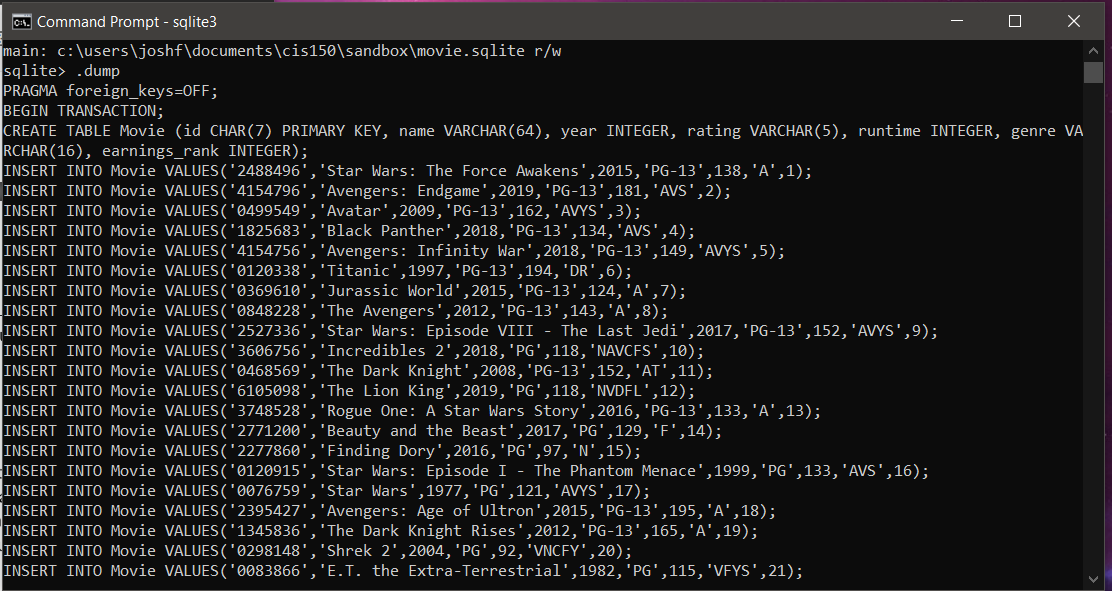 Command Prompt - sqlite3
main: c:\users\joshf\documents\cis150\sandbox\movie.sqlite r/w
sqlite> .dump
PRAGMA foreign_keys=OFF;
BEGIN TRANSACTION;
CREATE TABLE Movie (id CHAR(7) PRIMARY KEY, name VARCHAR(64), year INTEGER, rating VARCHAR(5), runtime INTEGER, genre VA
RCHAR(16), earnings_rank INTEGER);
INSERT INTO Movie VALUES('2488496','Star Wars: The Force Awakens',2015,'PG-13',138,'A',1);
INSERT INTO Movie VALUES('4154796','Avengers: Endgame',2019,'PG-13',181,'AVS',2);
INSERT INTO Movie VALUES('0499549','Avatar',2009,'PG-13',162,'AVYS',3);
INSERT INTO Movie VALUES('1825683','Black Panther',2018,'PG-13',134,'AVS',4);
INSERT INTO Movie VALUES('4154756','Avengers: Infinity War',2018,'PG-13',149,'AVYS',5);
INSERT INTO Movie VALUES('0120338','Titanic',1997,'PG-13',194,'DR',6);
INSERT INTO Movie VALUES('0369610','Jurassic World',2015,'PG-13',124,'A',7);
INSERT INTO Movie VALUES('0848228','The Avengers',2012,'PG-13',143,'A',8);
INSERT INTO Movie VALUES('2527336','Star Wars: Episode VIII - The Last Jedi',2017,'PG-13',152,'AVYS',9);
INSERT INTO Movie VALUES('3606756','Incredibles 2',2018,'PG',118,'NAVCFS',10);
INSERT INTO Movie VALUES('0468569','The Dark Knight',2008,'PG-13',152,'AT',11);
INSERT INTO Movie VALUES('6105098','The Lion King',2019,'PG',118,'NVDFL',12);
INSERT INTO Movie VALUES('3748528','Rogue One: A Star Wars Story',2016,'PG-13',133,'A',13);
INSERT INTO Movie VALUES('2771200','Beauty and the Beast',2017,'PG',129,'F',14);
INSERT INTO Movie VALUES('2277860','Finding Dory',2016,'PG',97,'N',15);
INSERT INTO Movie VALUES('0120915','Star Wars: Episode I - The Phantom Menace',1999,'PG',133,'AVS',16);
INSERT INTO Movie VALUES('0076759','Star Wars',1977,'PG',121,'AVYS',17);
INSERT INTO Movie VALUES('2395427','Avengers: Age of Ultron',2015,'PG-13',195,'A',18);
INSERT INTO Movie VALUES('1345836','The Dark Knight Rises',2012,'PG-13',165,'A',19);
INSERT INTO Movie VALUES('0298148','Shrek 2',2004,'PG',92,'VNCFY',20);
INSERT INTO Movie VALUES('0083866','E.T. the Extra-Terrestrial',1982,'PG',115,'VFYS',21);